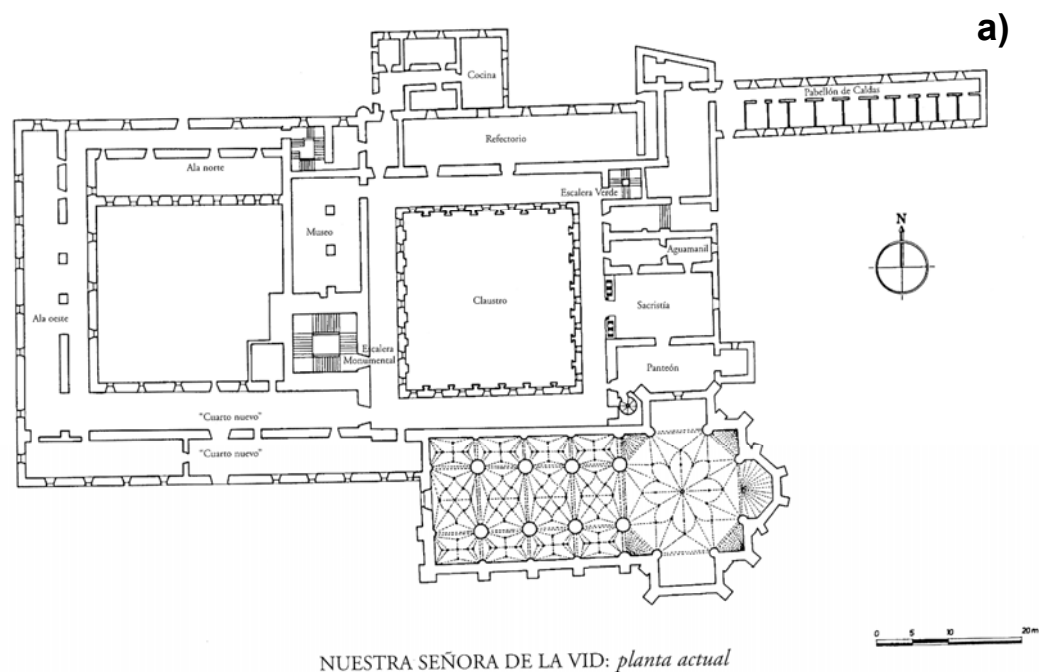 a)
Cocina
Pabellón de Caldas
Refectorio
Ala norte
Escalera Verde
N
Museo
Aguamanil
Claustro
Sacristía
Ala oeste
Escalera
Monumental
Panteón
"Cuarto nuevo"
"Cuarto nuevo"
0 5 10 20 m
NUESTRA SEÑORA DE LA VID: planta actual